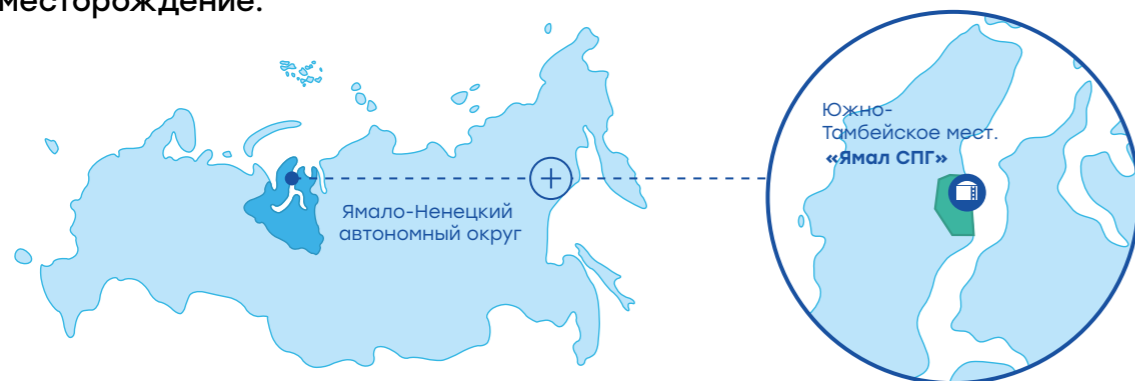 месторождение.
Ямало-Ненецкий
автономный округ
Южно-
Тамбейское мест.
«Ямал СПГ»